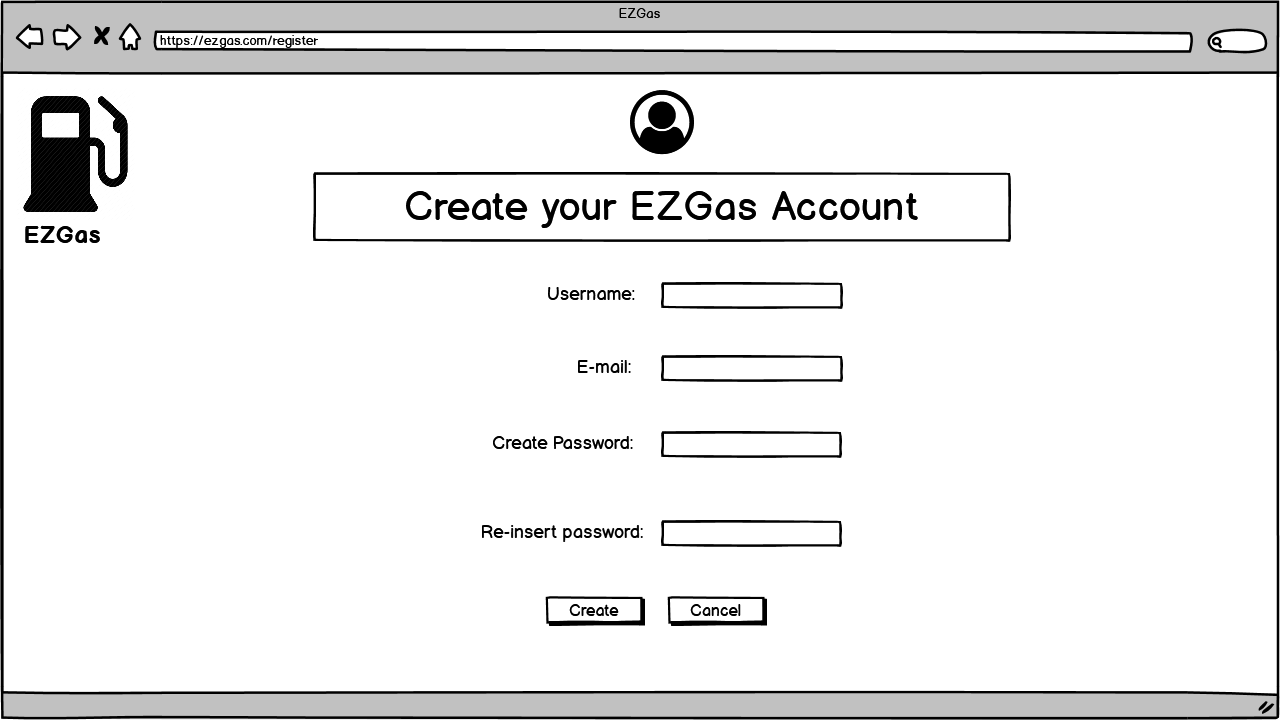 EZGas
https://ezgas.com/register
EZGas
Create your EZGas Account
Username:
E-mail:
Create Password:
Re-insert password:
Create
Cancel